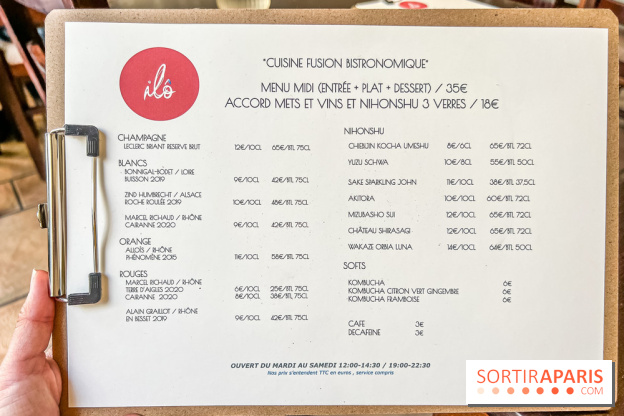 ilô
"CUISINE FUSION BISTRONOMIQUE"
MENU MIDI (ENTRÉE + PLAT + DESSERT) / 35€
ACCORD METS ET VINS ET NIHONSHU 3 VERRES / 18€
CHAMPAGNE
LECLERC BRIANT RESERVE BRUT 12€/10CL 65€/BTL 75CL
BLANCS
BONNIGAL-BODET / LOIRE
BUISSON 2019 9€/10CL 42€/BTL 75CL
ZIND HUMBRECHT / ALSACE
ROCHE ROULÉE 2019 10€/10CL 48€/BTL 75CL
MARCEL RICHAUD / RHÔNE
CAIRANNE 2020 9€/10CL 42€/BTL 75CL
ORANGE
ALLOÏS / RHÔNE
PHÉNOMÈNE 2015 11€/10CL 58€/BTL 75CL
ROUGES
MARCEL RICHAUD / RHÔNE
TERRE D'AIGLES 2020 6€/10CL 25€/BTL 75CL
CAIRANNE 2020 8€/10CL 38€/BTL 75CL
ALAIN GRAILLOT / RHÔNE
EN BESSET 2019 9€/10CL 42€/BTL 75CL
NIHONSHU
CHEBIJIN KOCHA UMESHU 8€/6CL 65€/BTL 72CL
YUZU SCHWA 10€/8CL 55€/BTL 50CL
SAKE SPARKLING JOHN 11€/10CL 38€/BTL 37.5CL
AKITORA 10€/10CL 60€/BTL 72CL
MIZUBASHO SUI 12€/10CL 65€/BTL 72CL
CHÂTEAU SHIRASAGI 12€/10CL 65€/BTL 72CL
WAKAZE ORBIA LUNA 14€/10CL 64€/BTL 50CL
SOFTS
KOMBUCHA 6€
KOMBUCHA CITRON VERT GINGEMBRE 6€
KOMBUCHA FRAMBOISE 6€
CAFE 3€
DECAFEINE 3€
OUVERT DU MARDI AU SAMEDI 12:00-14:30 / 19:00-22:30
Nos prix s'entendent TTC en euros, service compris
SORTIRAPARIS
.COM